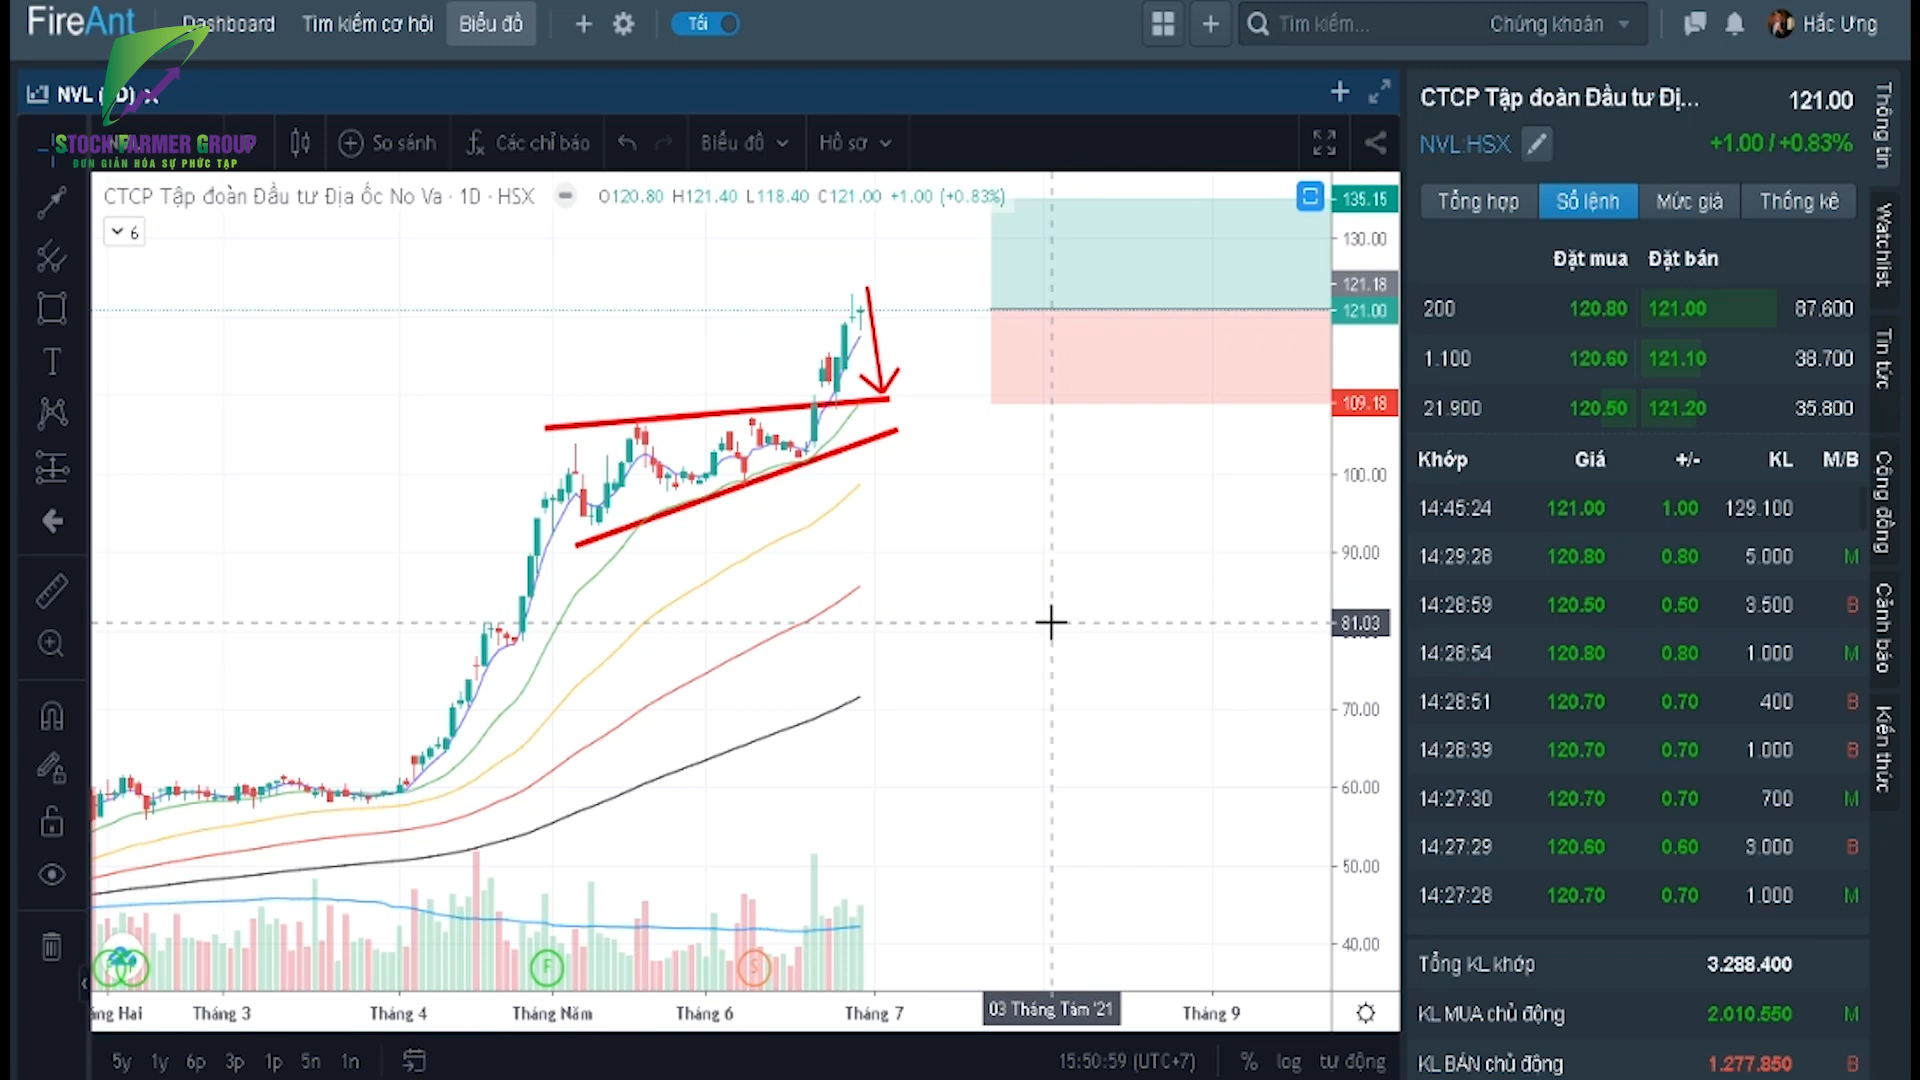 FireAnt
Dashboard
Tìm kiếm cơ hội
Biểu đồ
Tối
Tìm kiếm...
Chứng khoán
Hắc Ưng
STOCKFARMER GROUP
ĐƠN GIẢN HÓA SỰ PHỨC TẠP
So sánh
Các chỉ báo
Biểu đồ
Hồ sơ
CTCP Tập đoàn Đầu tư Địa ốc No Va · 1D · HSX
O120.80 H121.40 L118.40 C121.00 +1.00 (+0.83%)
6
135.15
130.00
121.18
121.00
109.18
100.00
90.00
81.03
70.00
60.00
50.00
40.00
F
S
ng Hai
Tháng 3
Tháng 4
Tháng Năm
Tháng 6
Tháng 7
03 Tháng Tám '21
Tháng 9
5y 1y 6p 3p 1p 5n 1n
15:50:59 (UTC+7)
% log tự động
CTCP Tập đoàn Đầu tư Đị... 121.00
NVL:HSX +1.00 / +0.83%
Tổng hợp Sổ lệnh Mức giá Thống kê
Đặt mua Đặt bán
200 120.80 121.00 87.600
1.100 120.60 121.10 38.700
21.900 120.50 121.20 35.800
Khớp Giá +/- KL M/B
14:45:24 121.00 1.00 129.100
14:29:28 120.80 0.80 5.000 M
14:28:59 120.50 0.50 3.500 B
14:28:54 120.80 0.80 1.000 M
14:28:51 120.70 0.70 400 B
14:28:39 120.70 0.70 1.000 B
14:27:30 120.70 0.70 700 M
14:27:29 120.60 0.60 3.000 B
14:27:28 120.70 0.70 1.000 M
Tổng KL khớp 3.288.400
KL MUA chủ động 2.010.550 M
KL BÁN chủ động 1.277.850 B
Thông tin
Watchlist
Tin tức
Cộng đồng
Cảnh báo
Kiến thức